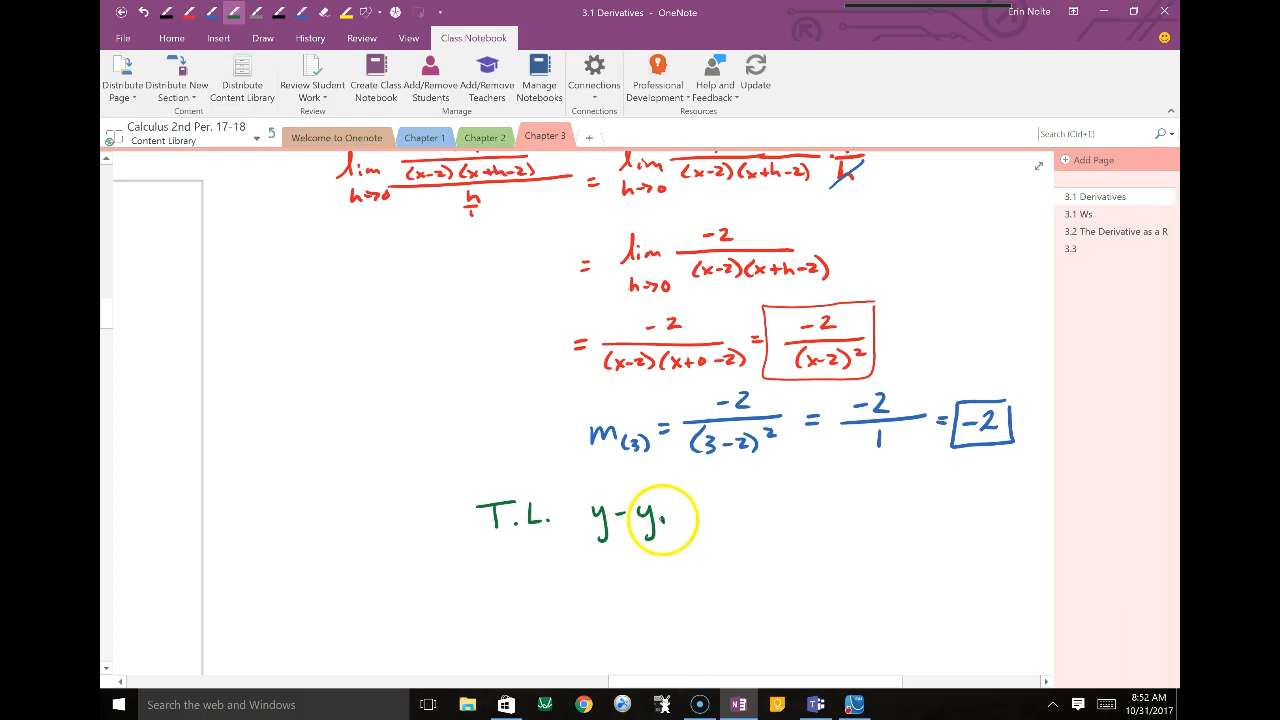 3.1 Derivatives - OneNote
Erin Nolte
File Home Insert Draw History Review View Class Notebook
Distribute Page Distribute New Section Distribute Content Library Review Student Work Create Class Notebook Add/Remove Students Add/Remove Teachers Manage Notebooks Connections Professional Development Help and Feedback Update
Content Review Manage Connections Resources
Calculus 2nd Per. 17-18
Content Library
Welcome to Onenote Chapter 1 Chapter 2 Chapter 3 +
Search (Ctrl+E)
Add Page
3.1 Derivatives
3.1 Ws
3.2 The Derivative as a R
3.3
lim h→0 (x-2)(x+h-2) h/1 = lim h→0 (x-2)(x+h-2) · h
= lim h→0 -2/(x-2)(x+h-2)
= -2/(x-2)(x+0-2) = -2/(x-2)²
m(3) = -2/(3-2)² = -2/1 = -2
T.L. y-y
Search the web and Windows
8:52 AM
10/31/2017